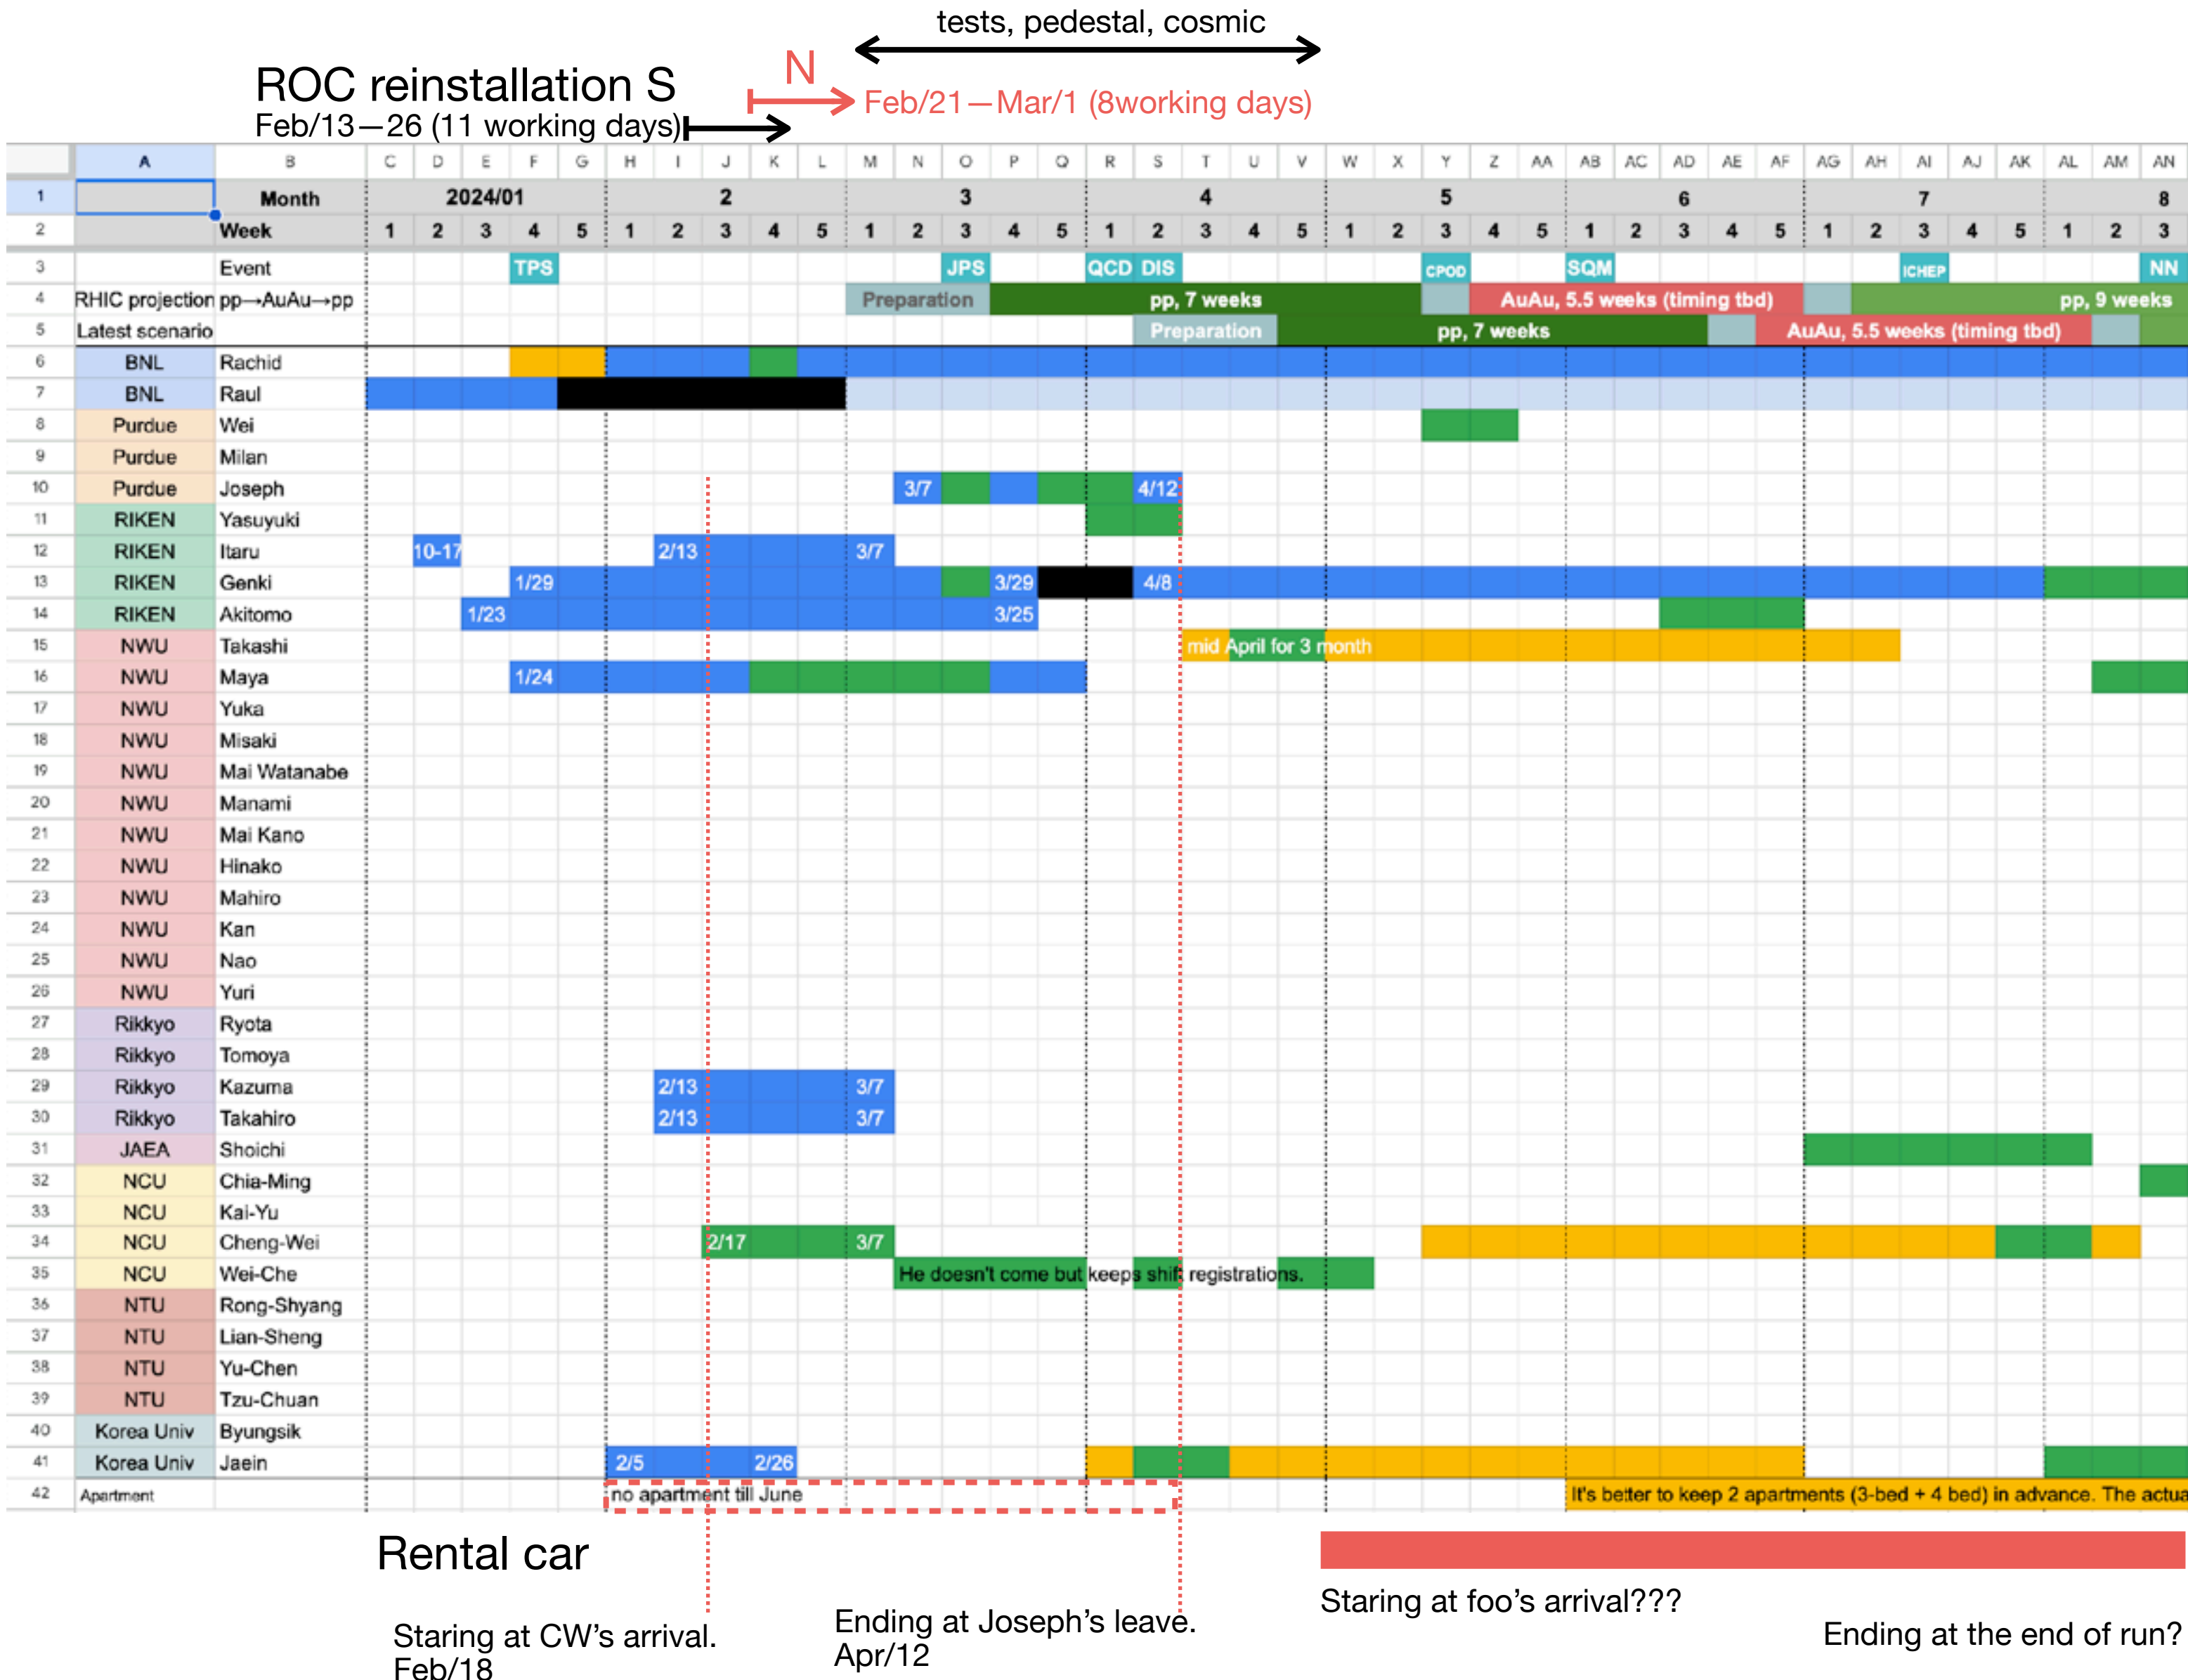 tests, pedestal, cosmic
N
ROC reinstallation S
Feb/21—Mar/1 (8working days)
Feb/13—26 (11 working days)
A B C D E F G H I J K L M N O P Q R S T U V W X Y Z AA AB AC AD AE AF AG AH AI AJ AK AL AM AN
1 Month 2024/01 2 3 4 5 6 7 8
2 Week 1 2 3 4 5 1 2 3 4 5 1 2 3 4 5 1 2 3 4 5 1 2 3 4 5 1 2 3 4 5 1 2 3 4 5 1 2 3
3 Event TPS JPS QCD DIS CPOD SQM ICHEP NN
4 RHIC projection pp→AuAu→pp Preparation pp, 7 weeks AuAu, 5.5 weeks (timing tbd) pp, 9 weeks
5 Latest scenario Preparation pp, 7 weeks AuAu, 5.5 weeks (timing tbd)
6 BNL Rachid
7 BNL Raul
8 Purdue Wei
9 Purdue Milan
10 Purdue Joseph 3/7 4/12
11 RIKEN Yasuyuki
12 RIKEN Itaru 10-17 2/13 3/7
13 RIKEN Genki 1/29 3/29 4/8
14 RIKEN Akitomo 1/23 3/25
15 NWU Takashi mid April for 3 month
16 NWU Maya 1/24
17 NWU Yuka
18 NWU Misaki
19 NWU Mai Watanabe
20 NWU Manami
21 NWU Mai Kano
22 NWU Hinako
23 NWU Mahiro
24 NWU Kan
25 NWU Nao
26 NWU Yuri
27 Rikkyo Ryota
28 Rikkyo Tomoya
29 Rikkyo Kazuma 2/13 3/7
30 Rikkyo Takahiro 2/13 3/7
31 JAEA Shoichi
32 NCU Chia-Ming
33 NCU Kai-Yu
34 NCU Cheng-Wei 2/17 3/7
35 NCU Wei-Che He doesn't come but keeps shift registrations.
36 NTU Rong-Shyang
37 NTU Lian-Sheng
38 NTU Yu-Chen
39 NTU Tzu-Chuan
40 Korea Univ Byungsik
41 Korea Univ Jaein 2/5 2/26
42 Apartment no apartment till June It's better to keep 2 apartments (3-bed + 4 bed) in advance. The actua
Rental car
Staring at CW's arrival.
Feb/18
Ending at Joseph's leave.
Apr/12
Staring at foo's arrival???
Ending at the end of run?